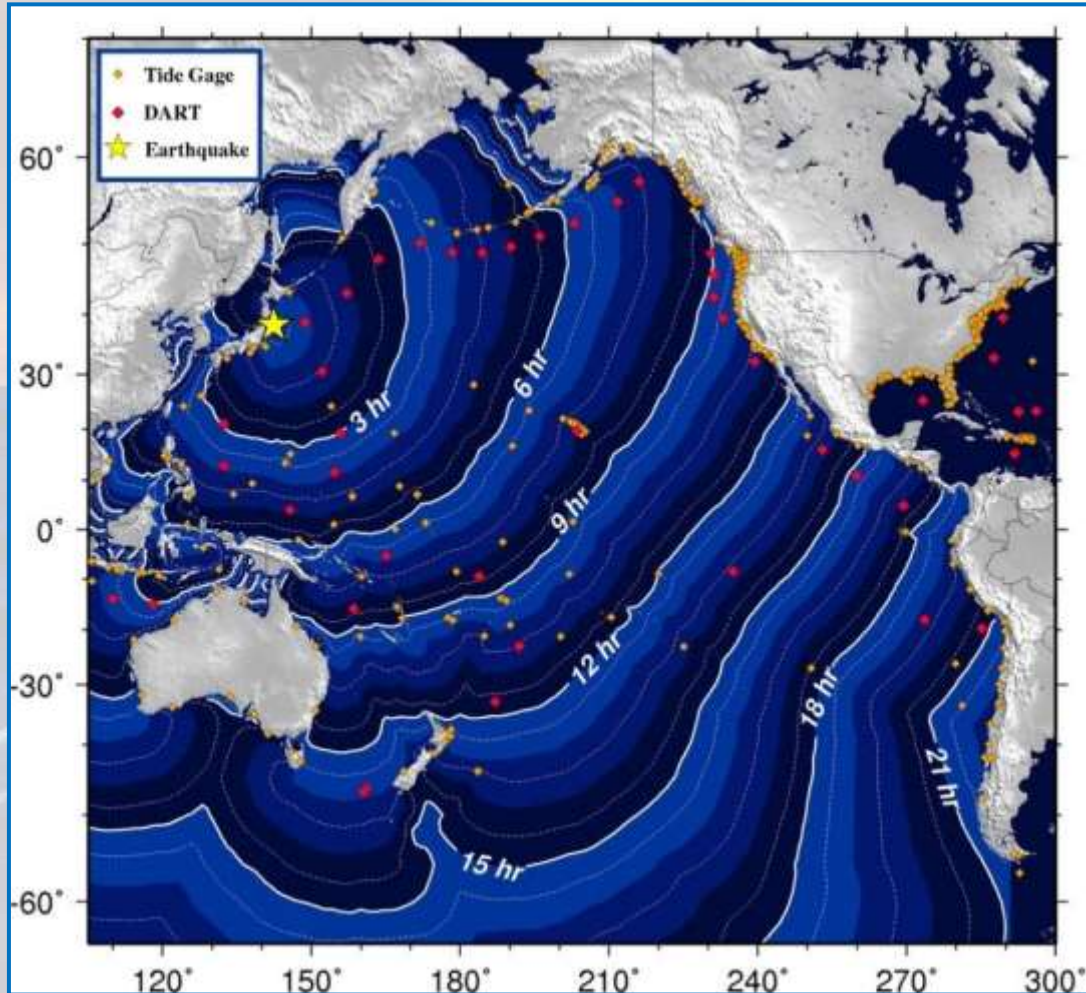 Tide Gage
DART
Earthquake
60°
30°
0°
-30°
-60°
3 hr
6 hr
9 hr
12 hr
15 hr
18 hr
21 hr
120° 150° 180° 210° 240° 270° 300°